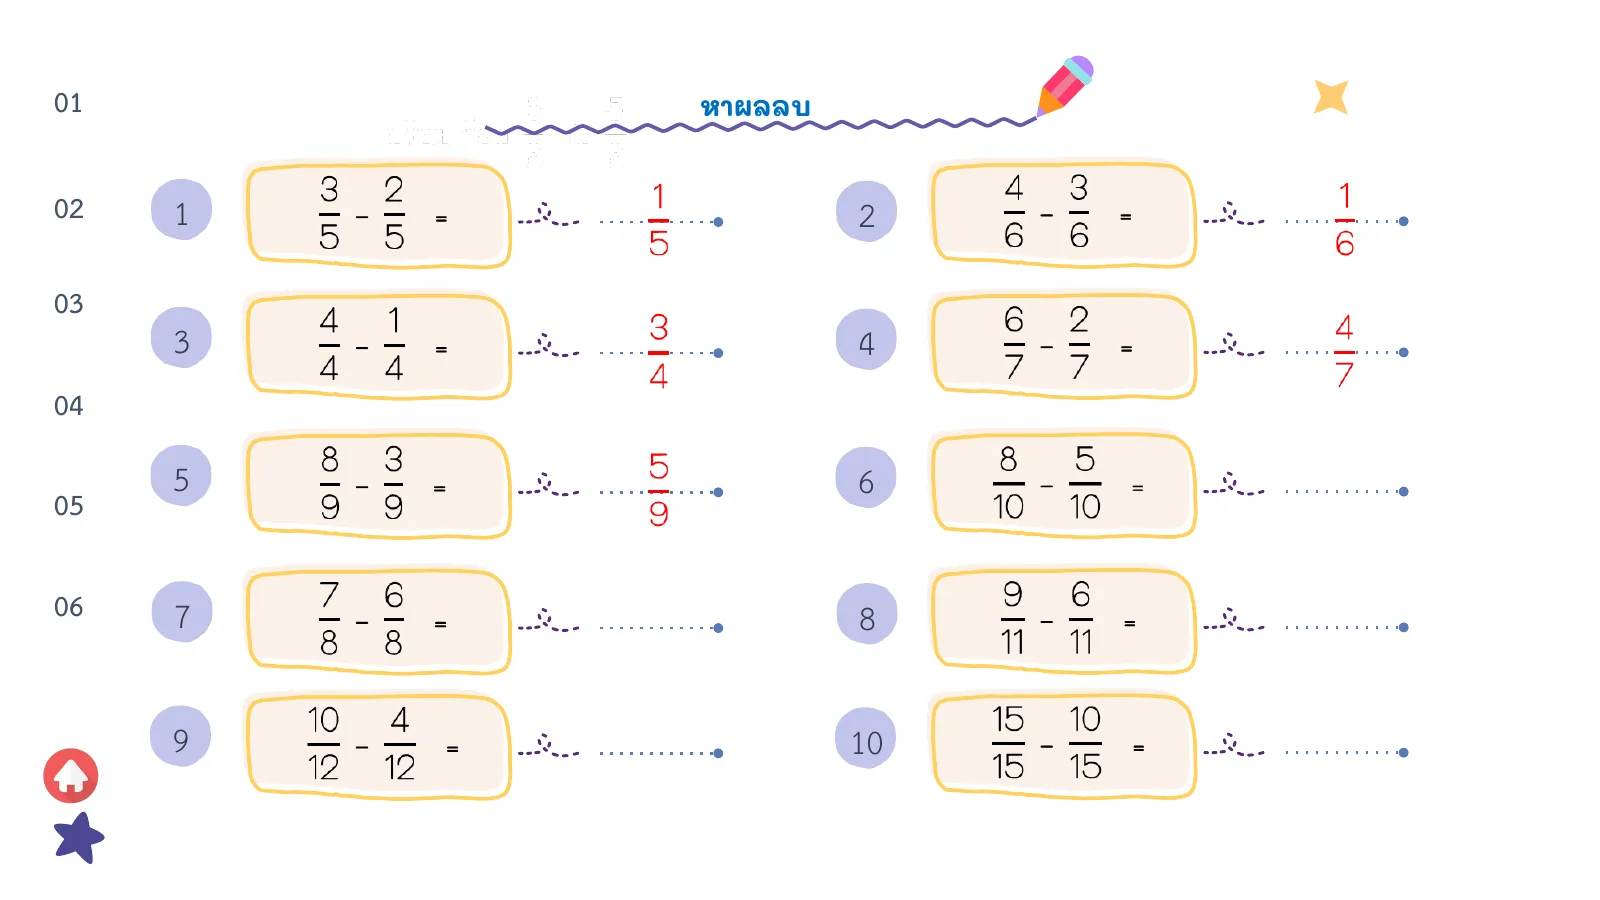 หาผลลบ
01
02
03
04
05
06
1 3/5 - 2/5 = 1/5
2 4/6 - 3/6 = 1/6
3 4/4 - 1/4 = 3/4
4 6/7 - 2/7 = 4/7
5 8/9 - 3/9 = 5/9
6 8/10 - 5/10 =
7 7/8 - 6/8 =
8 9/11 - 6/11 =
9 10/12 - 4/12 =
10 15/15 - 10/15 =